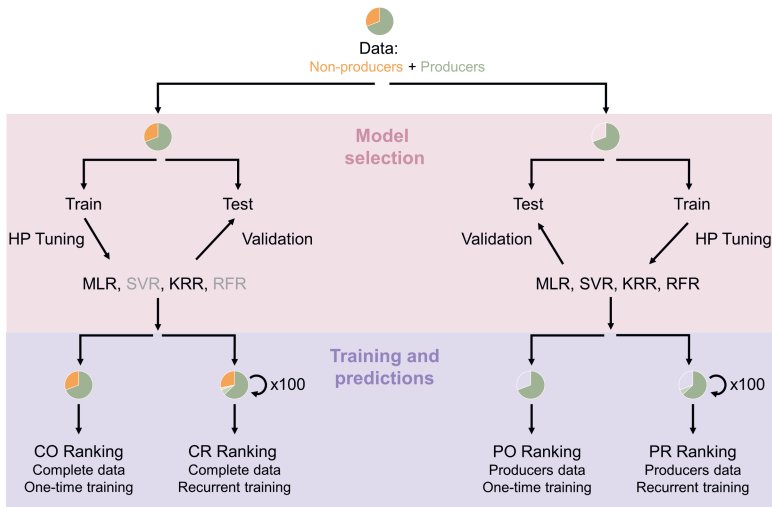 Data:
Non-producers + Producers
Model
selection
Train
Test
Test
Train
HP Tuning
Validation
Validation
HP Tuning
MLR, SVR, KRR, RFR
MLR, SVR, KRR, RFR
Training and
predictions
x100
x100
CO Ranking
Complete data
One-time training
CR Ranking
Complete data
Recurrent training
PO Ranking
Producers data
One-time training
PR Ranking
Producers data
Recurrent training